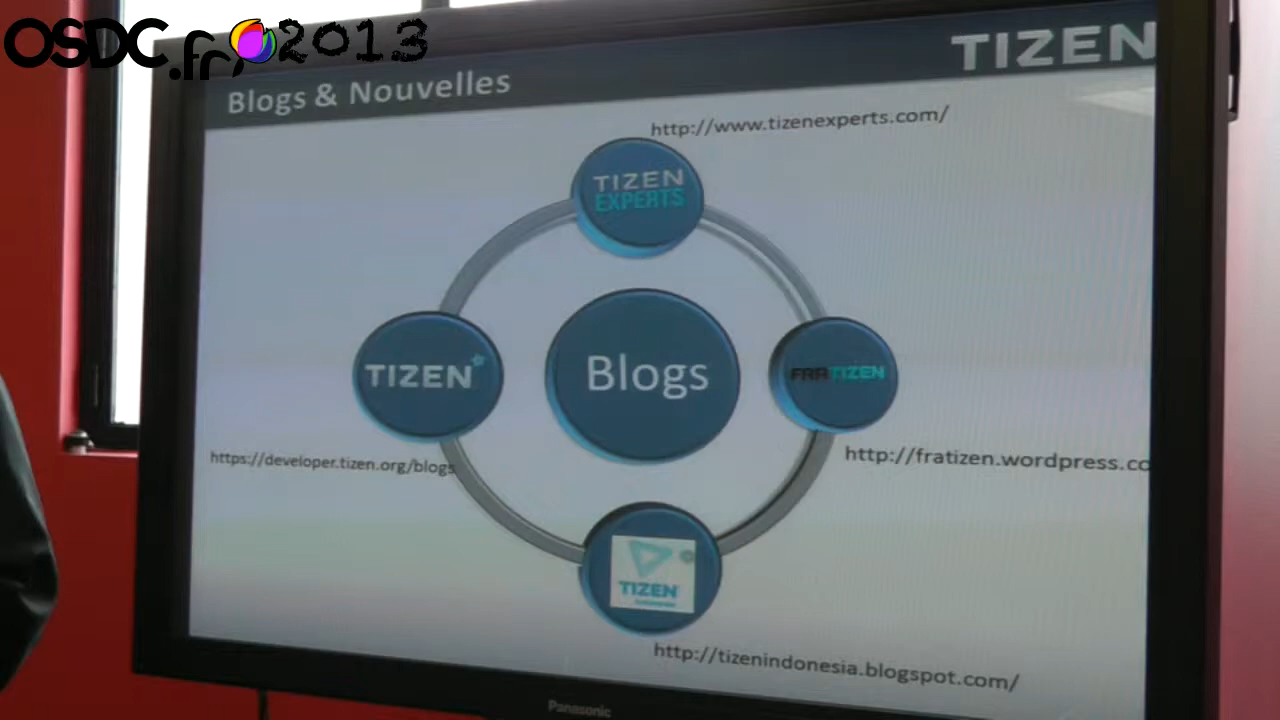 OSDC.fr, 2013
TIZEN
Blogs & Nouvelles
http://www.tizenexperts.com/
TIZEN
EXPERTS
TIZEN
Blogs
FRATIZEN
https://developer.tizen.org/blogs
http://fratizen.wordpress.co
TIZEN
http://tizenindonesia.blogspot.com/
Panasonic